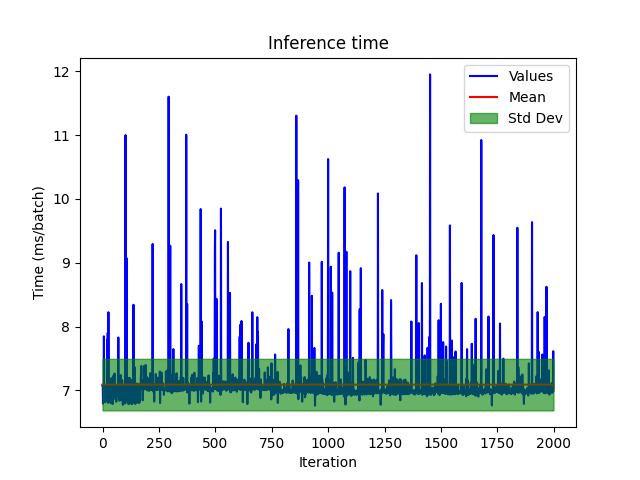 Inference time
Time (ms/batch)
12
11
10
9
8
7
Values
Mean
Std Dev
0
250
500
750
1000
1250
1500
1750
2000
Iteration